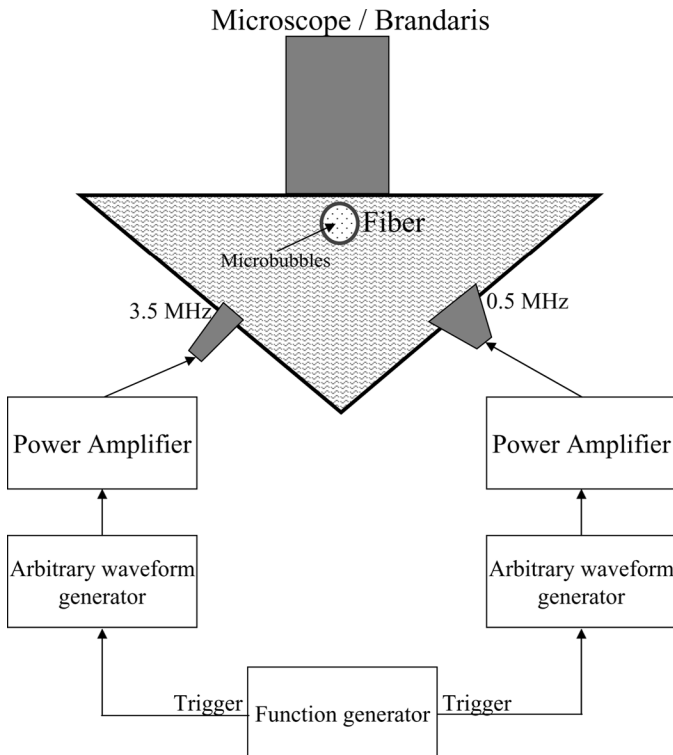 Microscope / Brandaris
Fiber
Microbubbles
3.5 MHz
0.5 MHz
Power Amplifier
Power Amplifier
Arbitrary waveform
generator
Arbitrary waveform
generator
Trigger
Function generator
Trigger